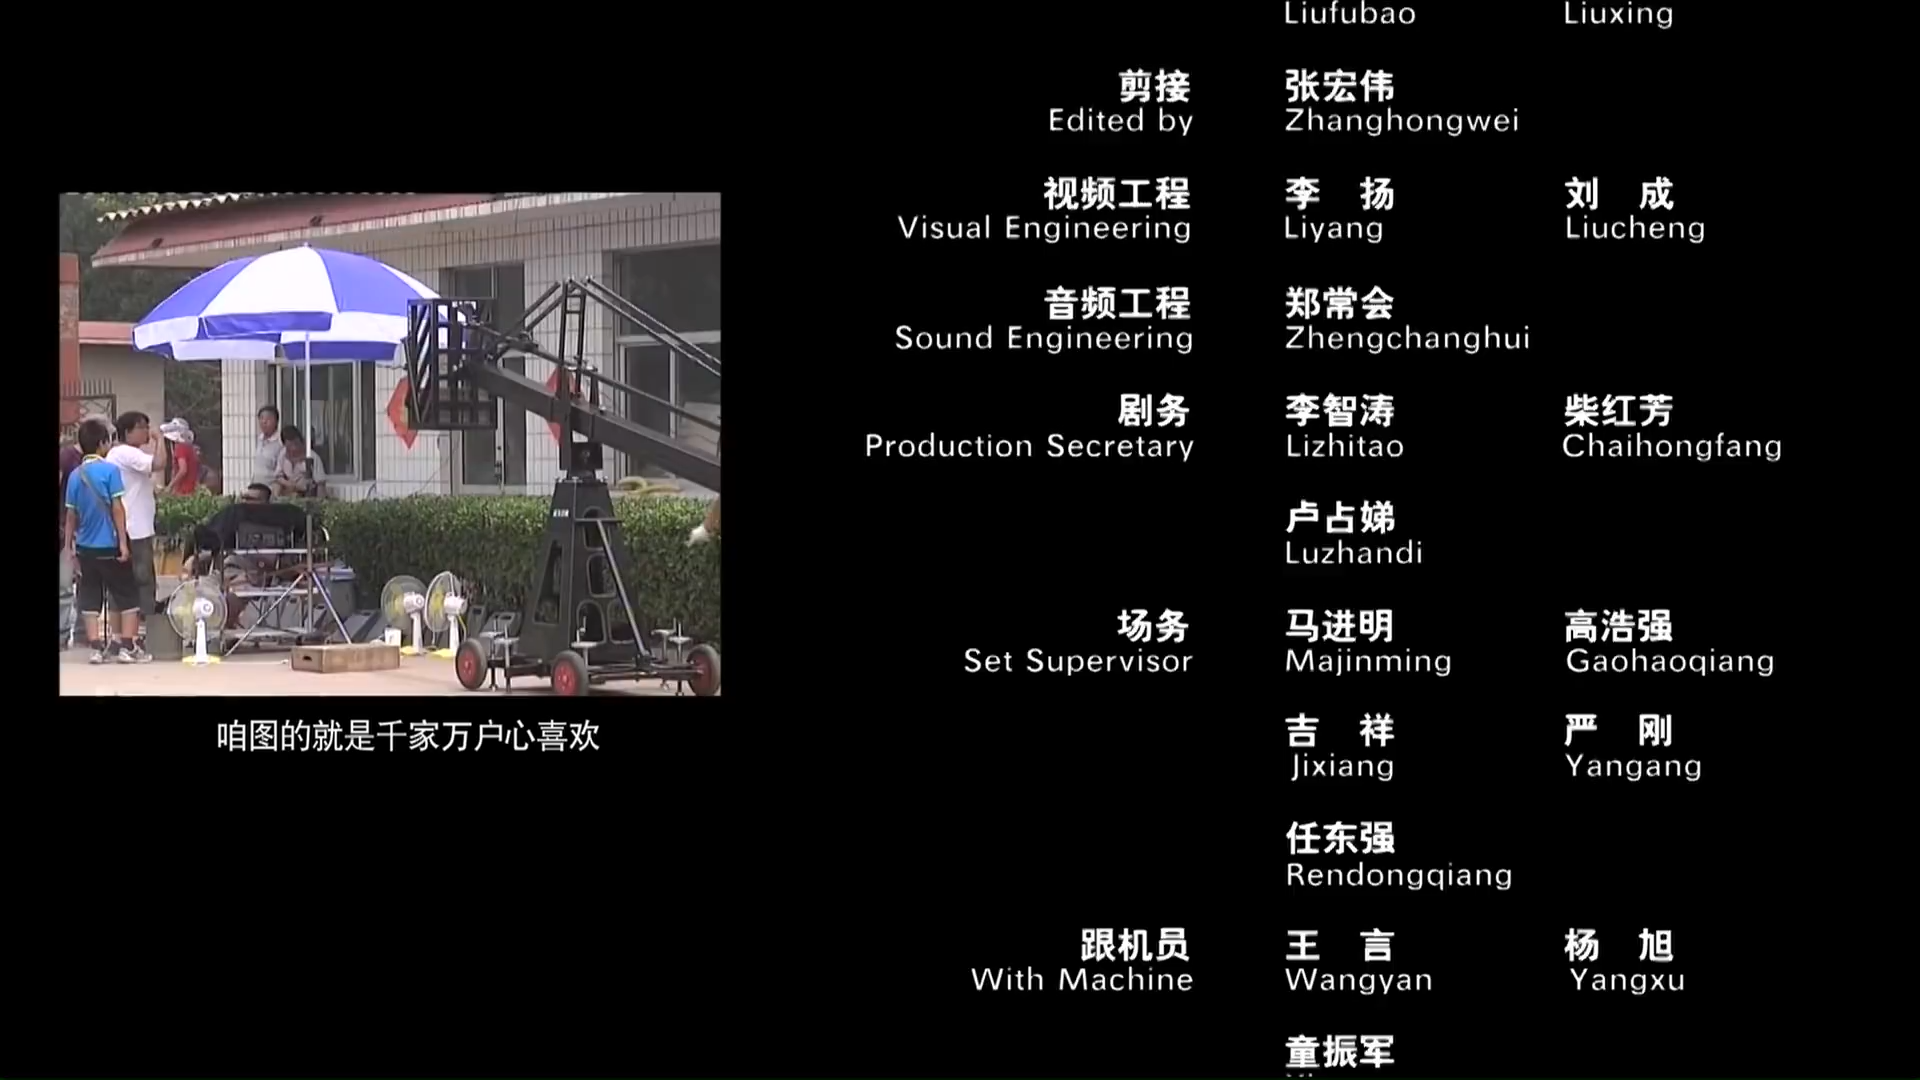 Liufubao Liuxing
剪接 张宏伟
Edited by Zhanghongwei
视频工程 李 扬 刘 成
Visual Engineering Liyang Liucheng
音频工程 郑常会
Sound Engineering Zhengchanghui
剧务 李智涛 柴红芳
Production Secretary Lizhitao Chaihongfang
卢占娣
Luzhandi
场务 马进明 高浩强
Set Supervisor Majinming Gaohaoqiang
吉 祥 严 刚
Jixiang Yangang
任东强
Rendongqiang
跟机员 王 言 杨 旭
With Machine Wangyan Yangxu
童振军
咱图的就是千家万户心喜欢